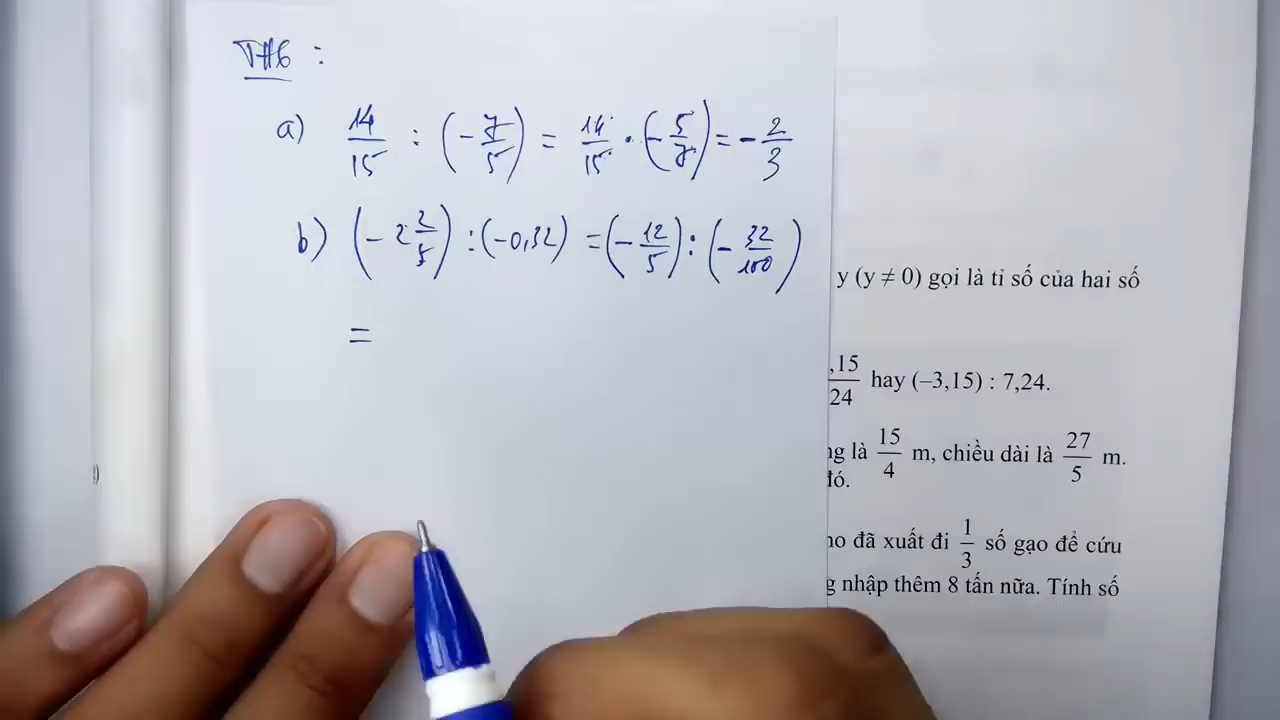 TH6 :
a) 14/15 : (-7/5) = 14/15 . (-5/7) = -2/3
b) (-2 2/5) : (-0,32) = (-12/5) : (-32/100)
=
y (y ≠ 0) gọi là tỉ số của hai số
,15/24 hay (–3,15) : 7,24.
ng là 15/4 m, chiều dài là 27/5 m.
đó.
ho đã xuất đi 1/3 số gạo để cứu
g nhập thêm 8 tấn nữa. Tính số